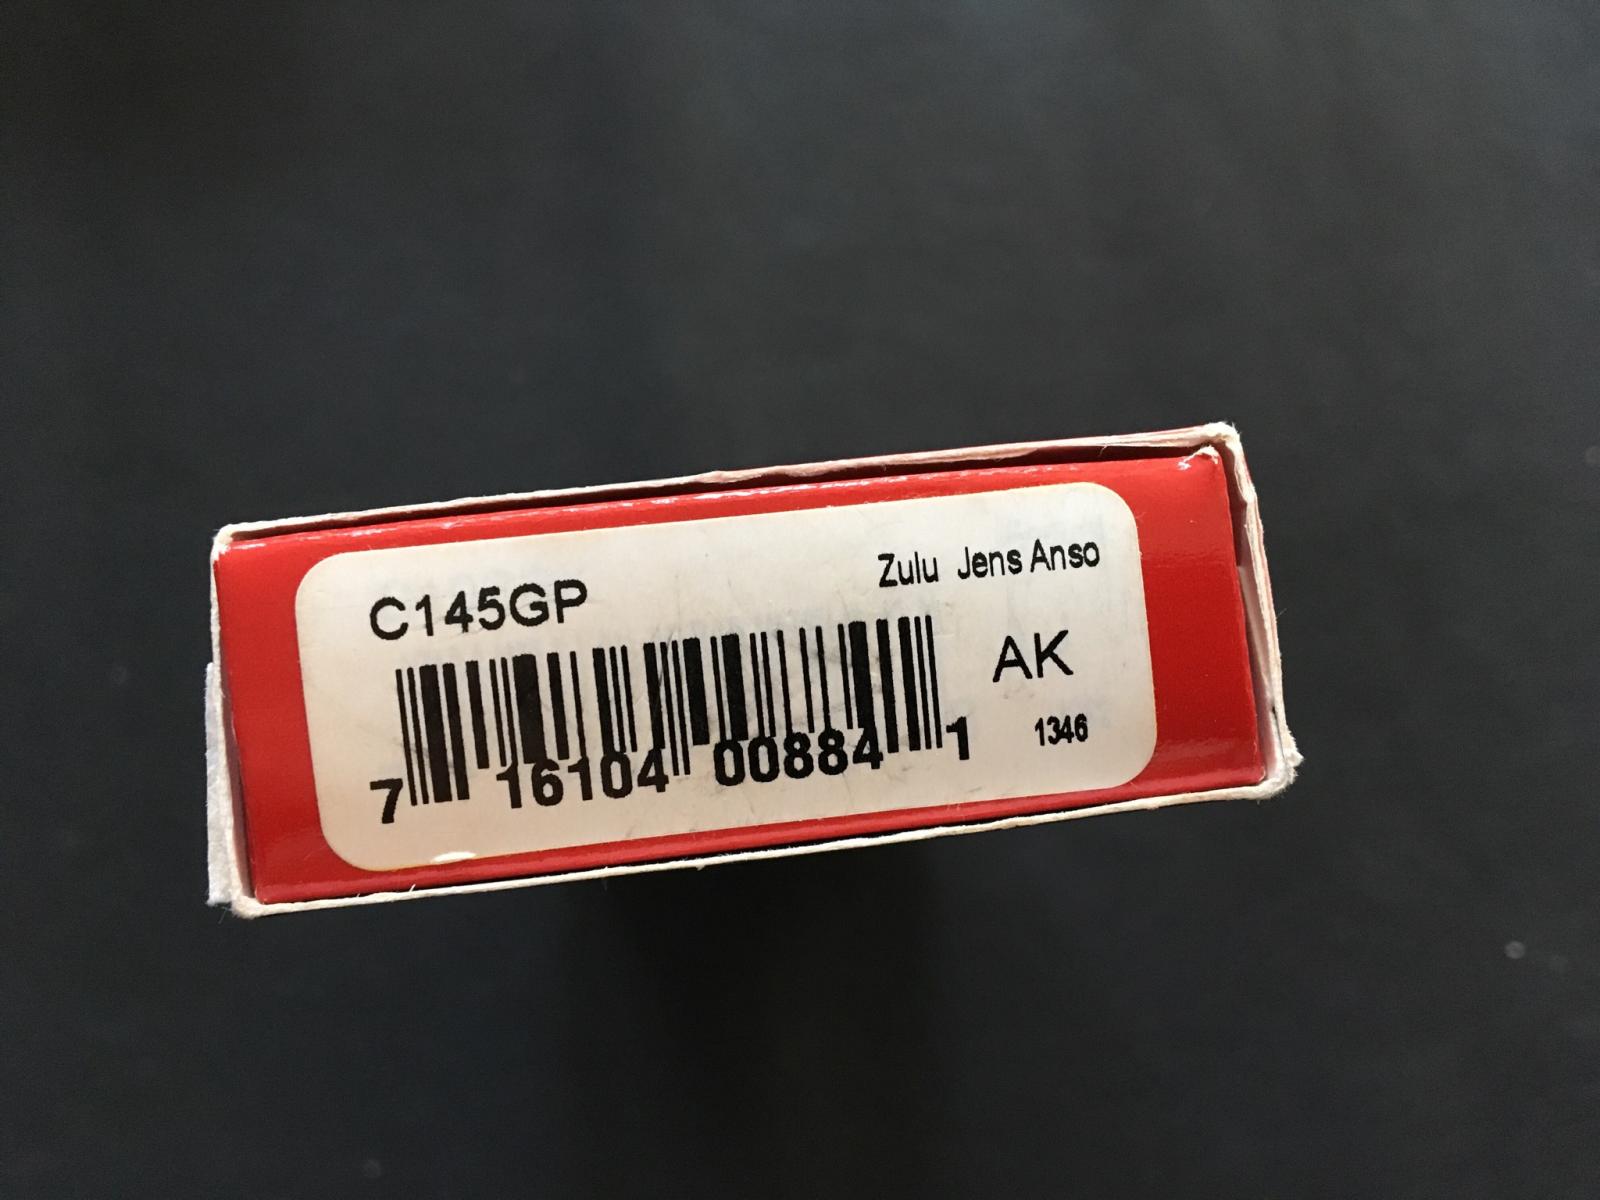 C145GP
Zulu Jens Anso
AK
7 16104 00884 1
1346